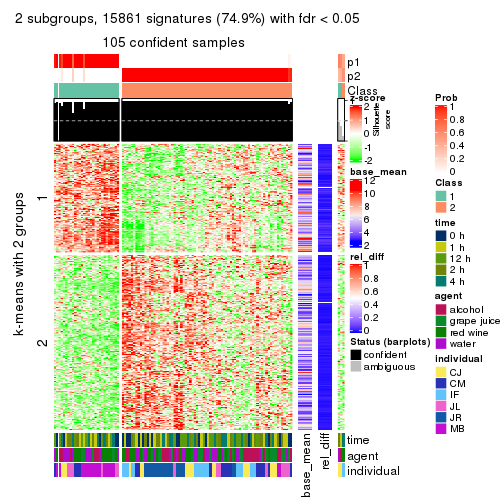 2 subgroups, 15861 signatures (74.9%) with fdr < 0.05
105 confident samples
p1
p2
Class
z-score
2
1
0
-1
-2
Silhouette
score
base_mean
12
10
8
6
4
2
rel_diff
1
0.8
0.6
0.4
0.2
0
Status (barplots)
confident
ambiguous
Prob
1
0.8
0.6
0.4
0.2
0
Class
1
2
time
0 h
1 h
12 h
2 h
4 h
agent
alcohol
grape juice
red wine
water
individual
CJ
CM
IF
JL
JR
MB
k-means with 2 groups
1
2
time
agent
individual
base_mean
rel_diff